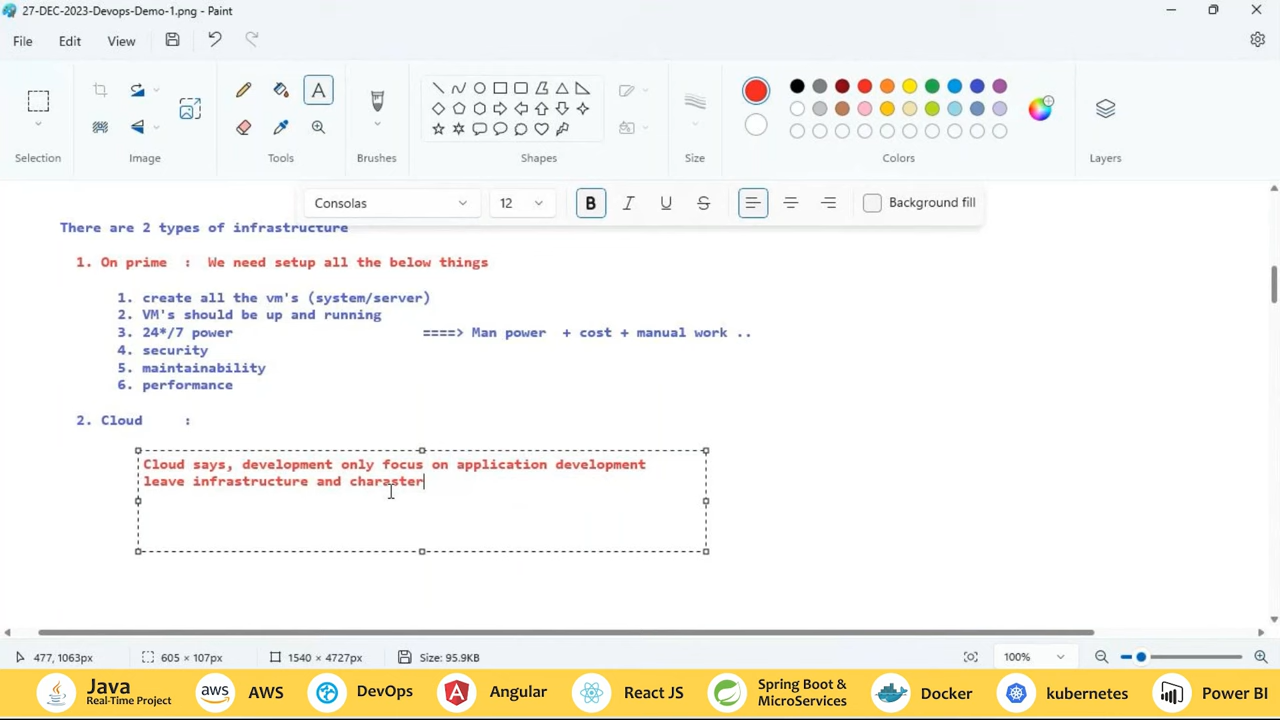 27-DEC-2023-Devops-Demo-1.png - Paint
File Edit View
Selection Image Tools Brushes Shapes Size Colors Layers
Consolas 12 B I U S Background fill
There are 2 types of infrastructure
1. On prime : We need setup all the below things
1. create all the vm's (system/server)
2. VM's should be up and running
3. 24*/7 power ====> Man power + cost + manual work ..
4. security
5. maintainability
6. performance
2. Cloud :
Cloud says, development only focus on application development
leave infrastructure and charaster
477, 1063px 605 × 107px 1540 × 4727px Size: 95.9KB 100%
Java Real-Time Project aws AWS DevOps Angular React JS Spring Boot & MicroServices Docker kubernetes Power BI